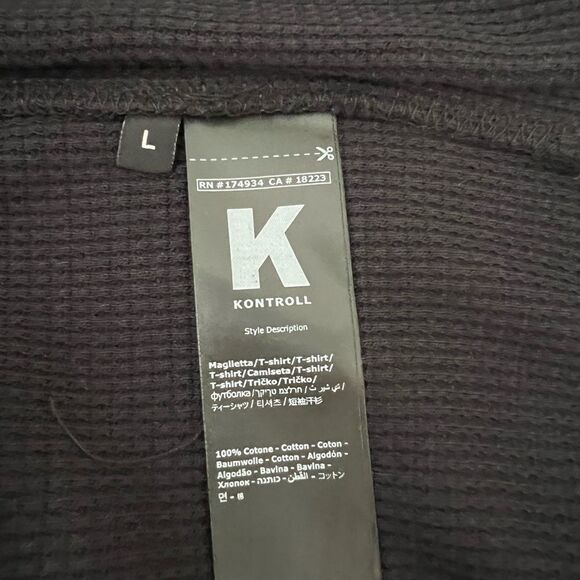 L
RN #174934 CA # 18223
K
KONTROLL
Style Description
Maglietta/T-shirt/T-shirt/
T-shirt/Camiseta/T-shirt/
T-shirt/Tričko/Tričko/
футболка/חולצת טריקו/تي شيرت/
ティーシャツ/티셔츠/短袖汗衫
100% Cotone - Cotton - Coton -
Baumwolle - Cotton - Algodón -
Algodão - Bavlna - Bavlna -
Хлопок - כותנה - القطن - コットン
면 - 棉